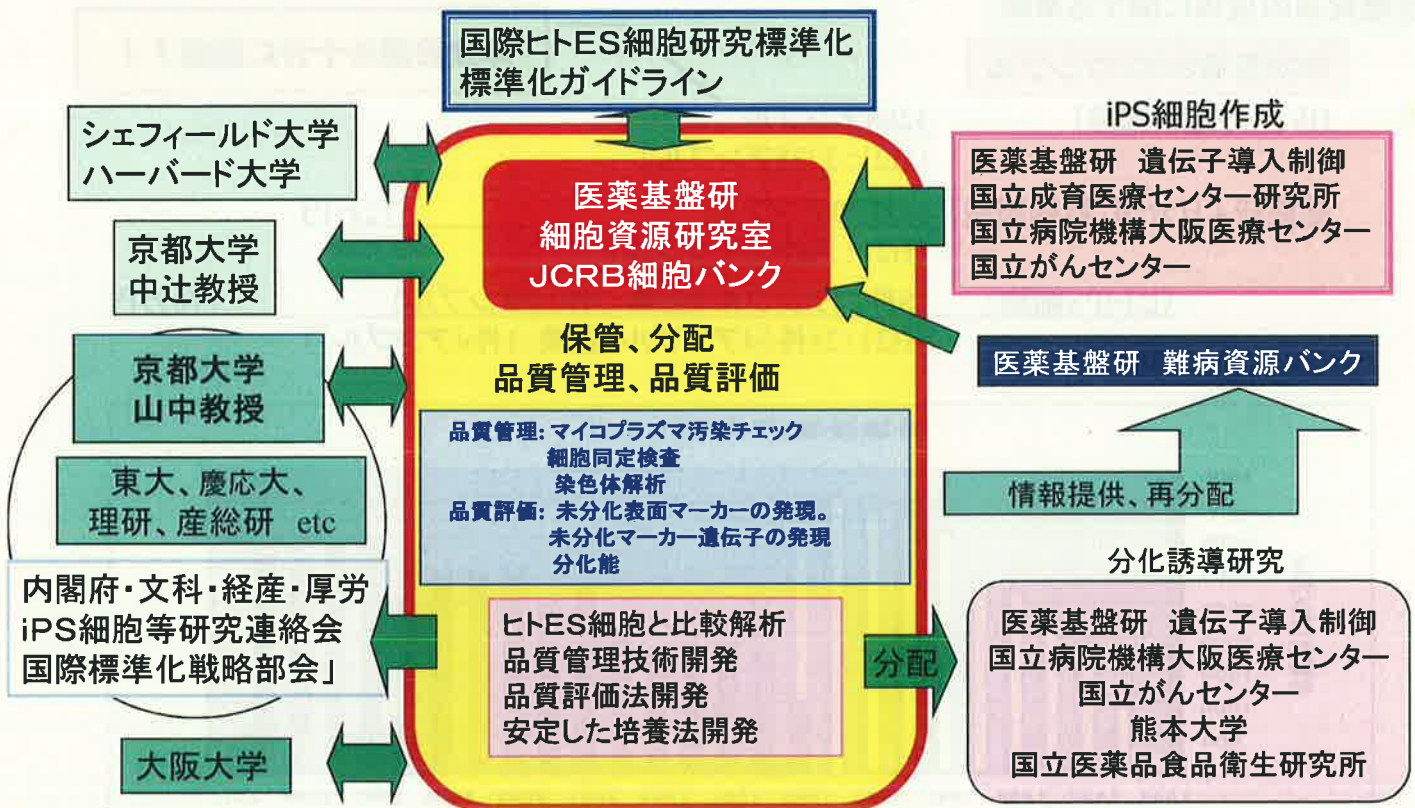 国際ヒトES細胞研究標準化
標準化ガイドライン
シェフィールド大学
ハーバード大学
京都大学
中辻教授
京都大学
山中教授
東大、慶応大、
理研、産総研 etc
内閣府・文科・経産・厚労
iPS細胞等研究連絡会
国際標準化戦略部会」
大阪大学
医薬基盤研
細胞資源研究室
JCRB細胞バンク
保管、分配
品質管理、品質評価
品質管理: マイコプラズマ汚染チェック
細胞同定検査
染色体解析
品質評価: 未分化表面マーカーの発現。
未分化マーカー遺伝子の発現
分化能
ヒトES細胞と比較解析
品質管理技術開発
品質評価法開発
安定した培養法開発
分配
iPS細胞作成
医薬基盤研 遺伝子導入制御
国立成育医療センター研究所
国立病院機構大阪医療センター
国立がんセンター
医薬基盤研 難病資源バンク
情報提供、再分配
分化誘導研究
医薬基盤研 遺伝子導入制御
国立病院機構大阪医療センター
国立がんセンター
熊本大学
国立医薬品食品衛生研究所